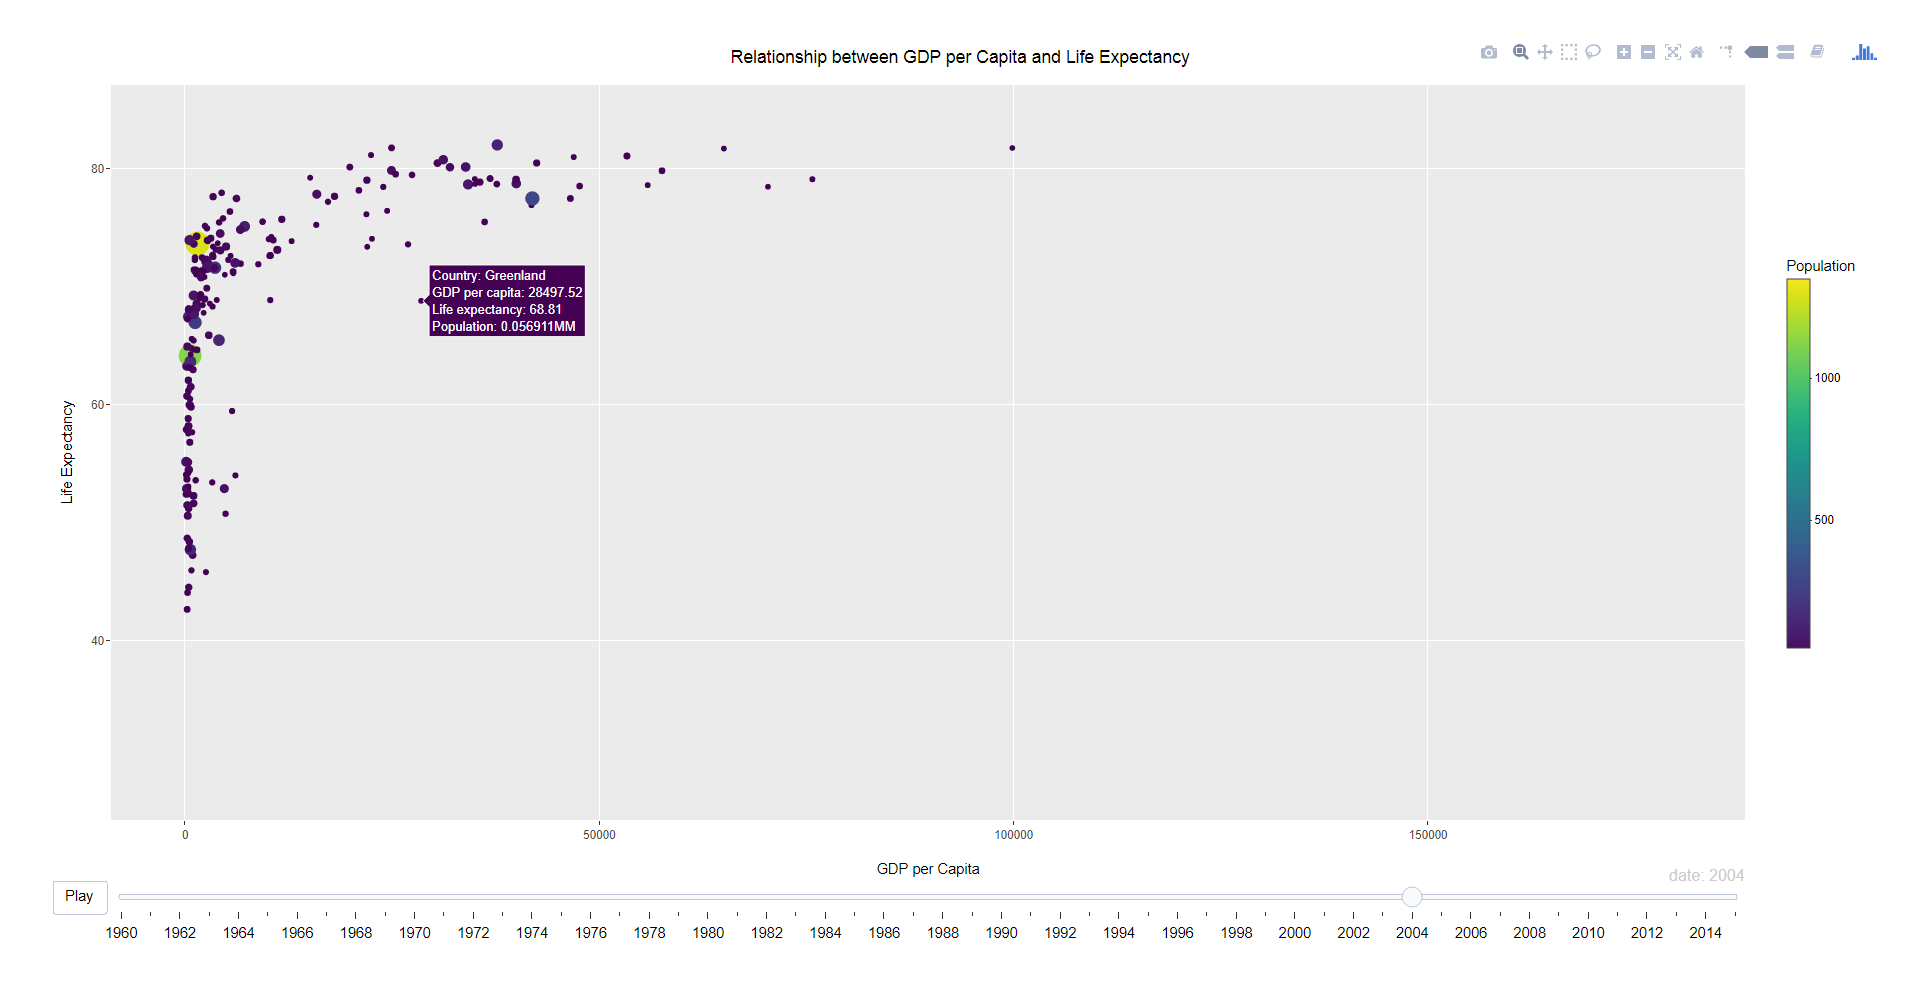 Relationship between GDP per Capita and Life Expectancy
80
60
40
Life Expectancy
Country: Greenland
GDP per capita: 28497.52
Life expectancy: 68.81
Population: 0.056911MM
Population
1000
500
0 50000 100000 150000
GDP per Capita
date: 2004
Play
1960 1962 1964 1966 1968 1970 1972 1974 1976 1978 1980 1982 1984 1986 1988 1990 1992 1994 1996 1998 2000 2002 2004 2006 2008 2010 2012 2014